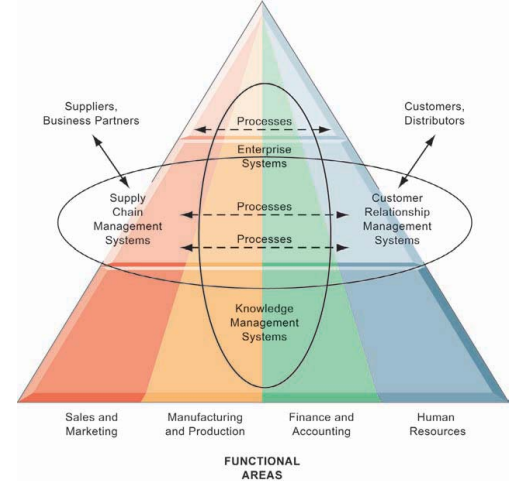 Suppliers,
Business Partners
Customers,
Distributors
Processes
Enterprise
Systems
Supply
Chain
Management
Systems
Processes
Processes
Customer
Relationship
Management
Systems
Knowledge
Management
Systems
Sales and
Marketing
Manufacturing
and Production
Finance and
Accounting
Human
Resources
FUNCTIONAL
AREAS